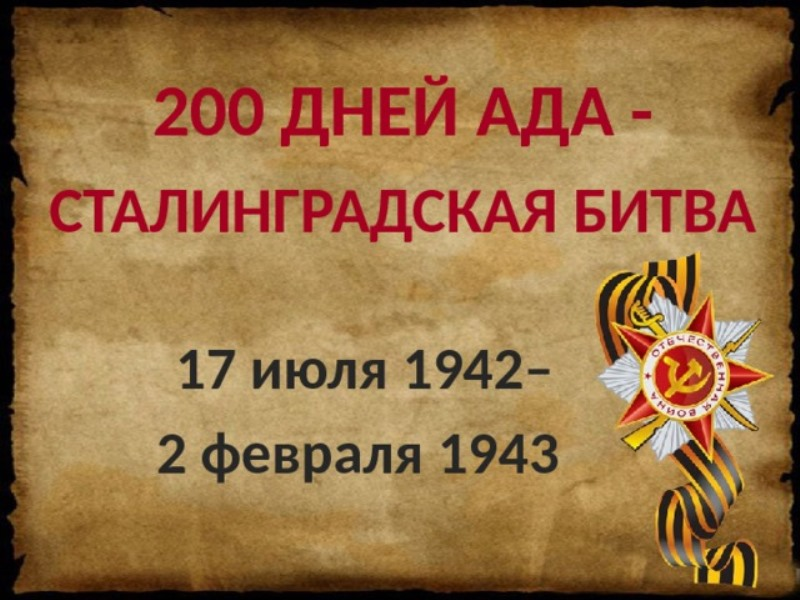 200 ДНЕЙ АДА -
СТАЛИНГРАДСКАЯ БИТВА
17 июля 1942–
2 февраля 1943
ОТЕЧЕСТВЕННАЯ
ВОЙНА